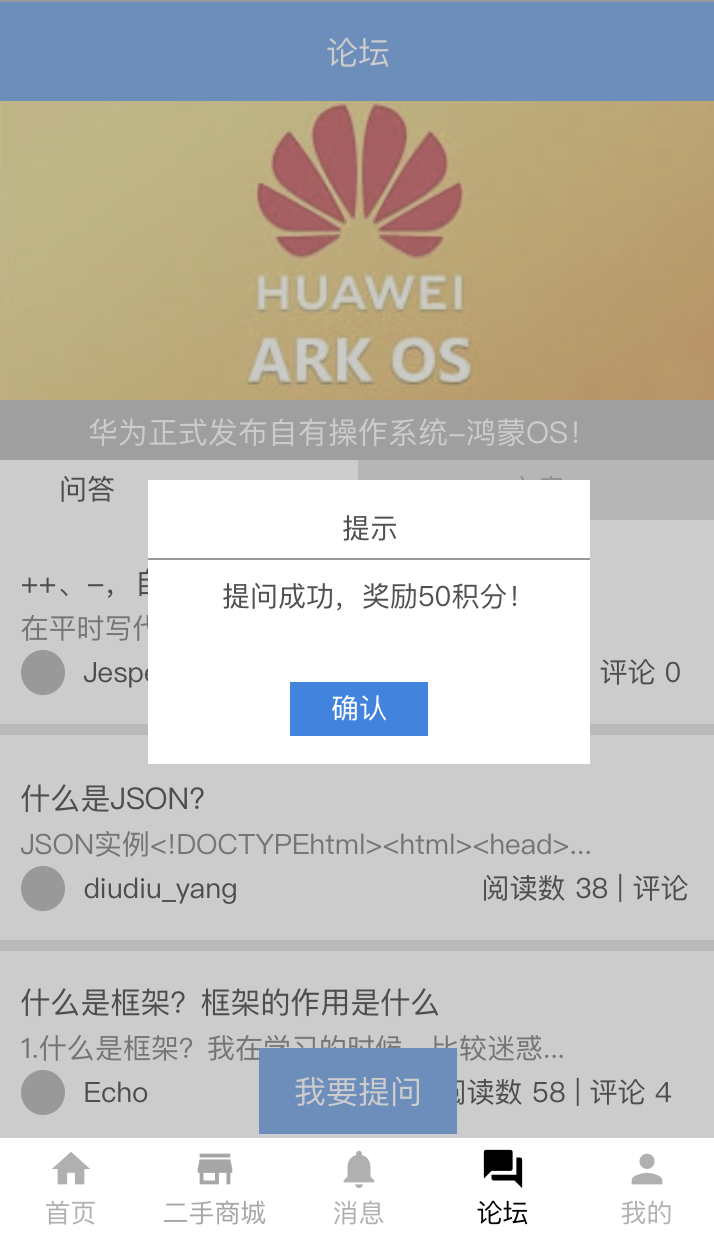 论坛
HUAWEI
ARK OS
华为正式发布自有操作系统-鸿蒙OS！
问答
提示
提问成功，奖励50积分！
确认
++、-，自
在平时写代
Jespe
评论 0
什么是JSON?
JSON实例<!DOCTYPEhtml><html><head>...
diudiu_yang
阅读数 38 | 评论
什么是框架？框架的作用是什么
1.什么是框架？我在学习的时候，比较迷惑...
Echo
阅读数 58 | 评论 4
我要提问
首页
二手商城
消息
论坛
我的